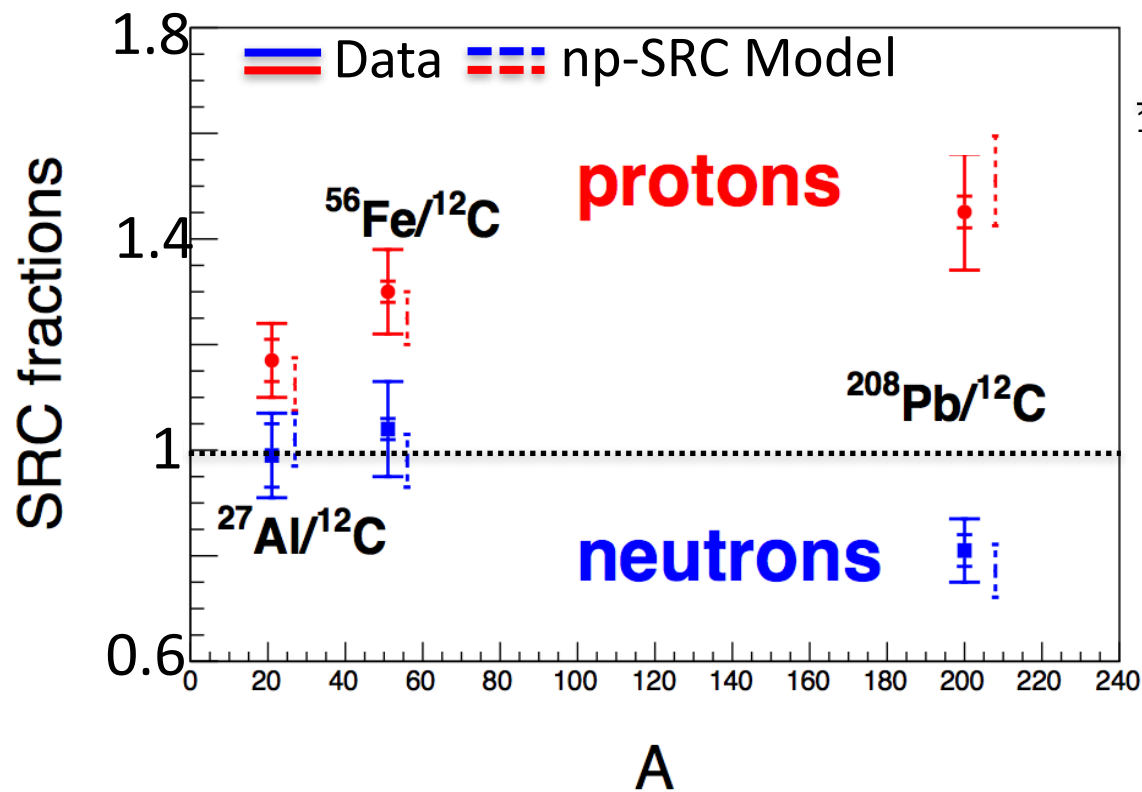 1.8
Data np-SRC Model
protons
⁵⁶Fe/¹²C
1.4
SRC fractions
²⁰⁸Pb/¹²C
1
²⁷Al/¹²C
neutrons
0.6
0 20 40 60 80 100 120 140 160 180 200 220 240
A